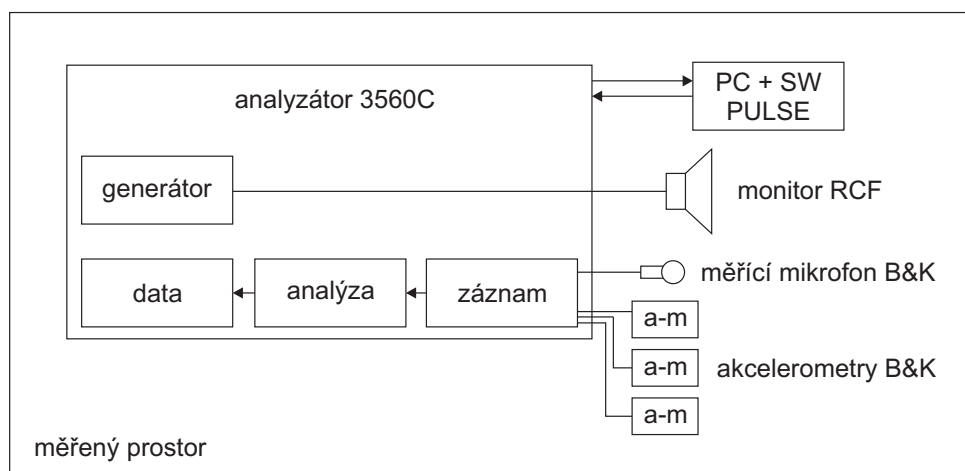 analyzátor 3560C
PC + SW
PULSE
generátor
monitor RCF
data
analýza
záznam
měřící mikrofon B&K
a-m
a-m
akcelerometry B&K
a-m
měřený prostor